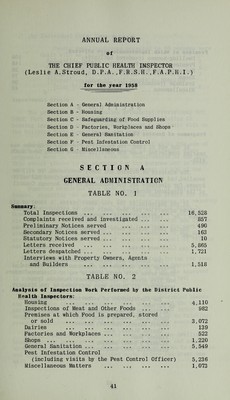 ANNUAL REPORT
of
THE CHIEF PUBLIC HEALTH INSPECTOR
(Leslie A.Stroud, D.P.A.,F.R.S.H.,F.A.P.H.I.)
for the year 1958
Section A - General Administration
Section B - Housing
Section C - Safeguarding of Food Supplies
Section D - Factories, Workplaces and Shops
Section E - General Sanitation
Section F - Pest Infestation Control
Section G - Miscellaneous
SECTION A
GENERAL ADMINISTRATION
TABLE NO. 1
Summary.
Total Inspections ... ... ... ... ... 16,528
Complaints received and investigated ... ... 857
Preliminary Notices served ... ... ... 490
Secondary Notices served ... ... ... ... 163
Statutory Notices served ... ... ... ... 10
Letters received ... ... ... ... ... 5,865
Letters despatched ... ... ... ... ... 1,721
Interviews with Property Owners, Agents
and Builders ... ... ... ... ... 1,518
TABLE NO. 2
Analysis of Inspection Work Performed by the District Public
Health Inspectors:
Housing ... ... ... ... ... ... 4,110
Inspections of Meat and Other Foods ... ... 982
Premises at which Food is prepared, stored
or sold ... ... ... ... ... 2,072
Dairies ... ... ... ... ... ... 139
Factories and Workplaces ... ... ... ... 522
Shops ... ... ... ... ... ... 1,220
General Sanitation ... ... ... ... ... 5,549
Pest Infestation Control
(including visits by the Pest Control Officer) 5,236
Miscellaneous Matters ... ... ... ... 1,073
41